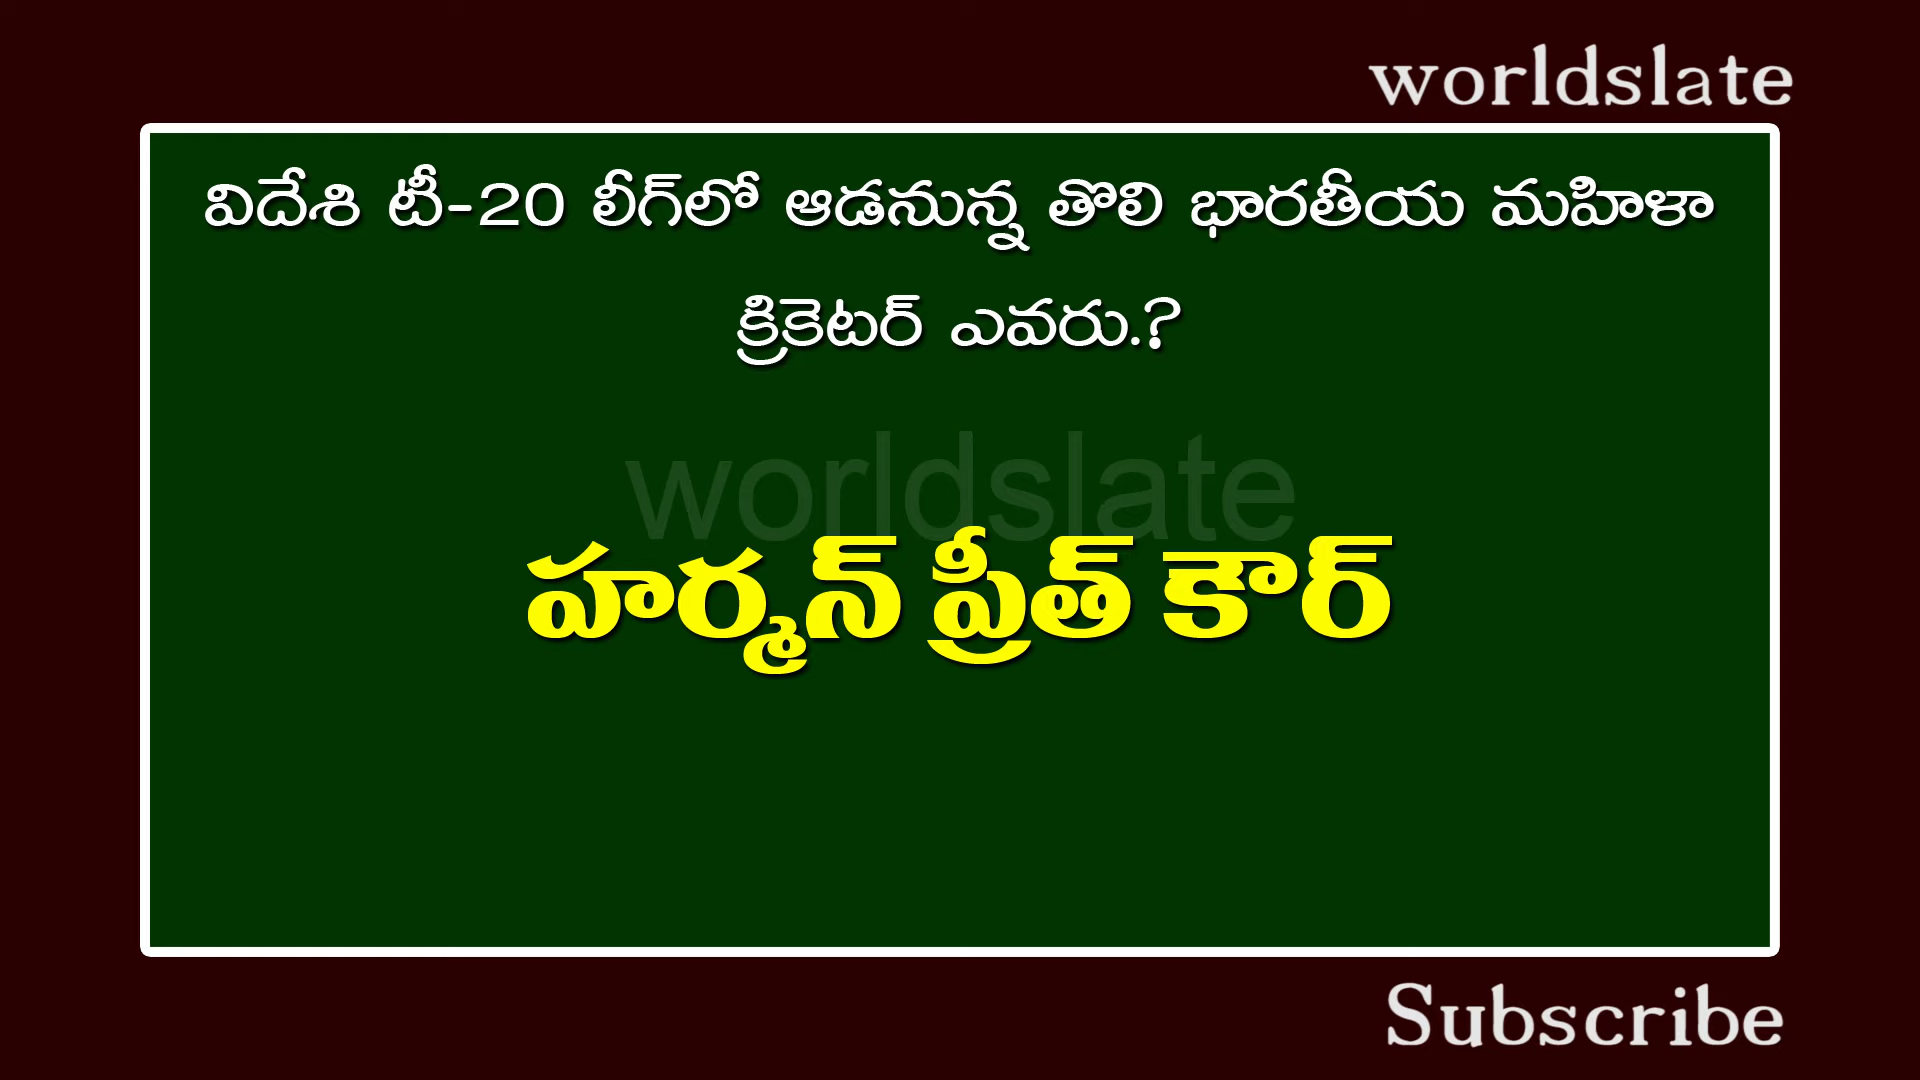 worldslate
విదేశి టీ-20 లీగ్‌లో ఆడనున్న తొలి భారతీయ మహిళా
క్రికెటర్ ఎవరు.?
worldslate
హర్మన్ ప్రీత్ కౌర్
Subscribe